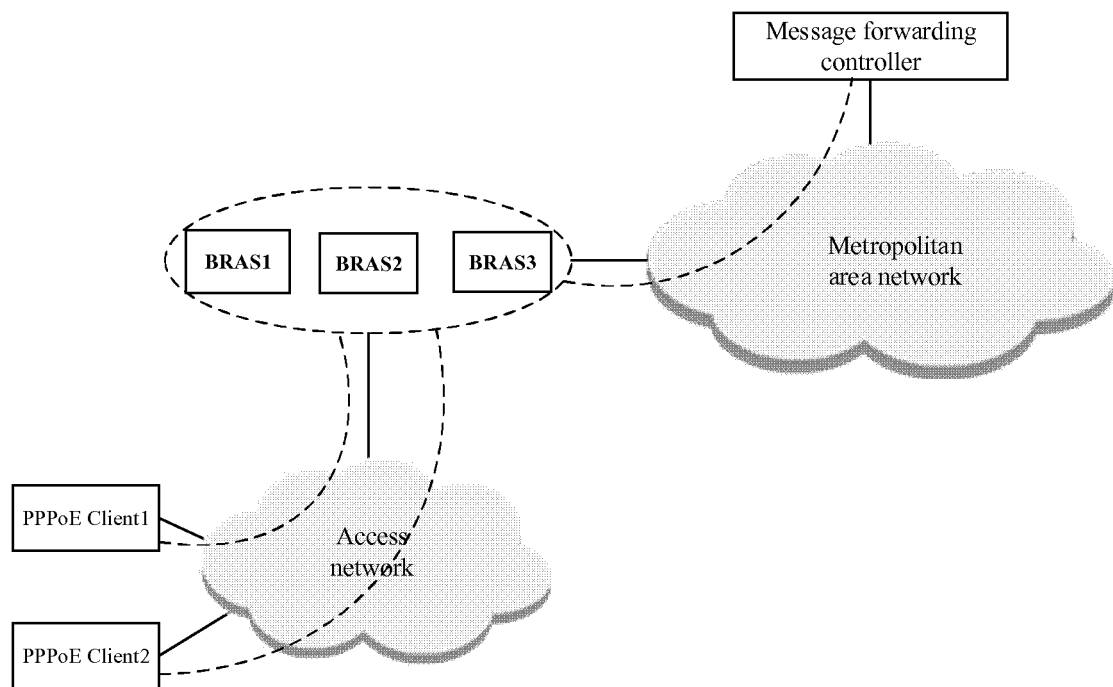 Message forwarding
controller
BRAS1
BRAS2
BRAS3
Metropolitan
area network
PPPoE Client1
Access
network
PPPoE Client2